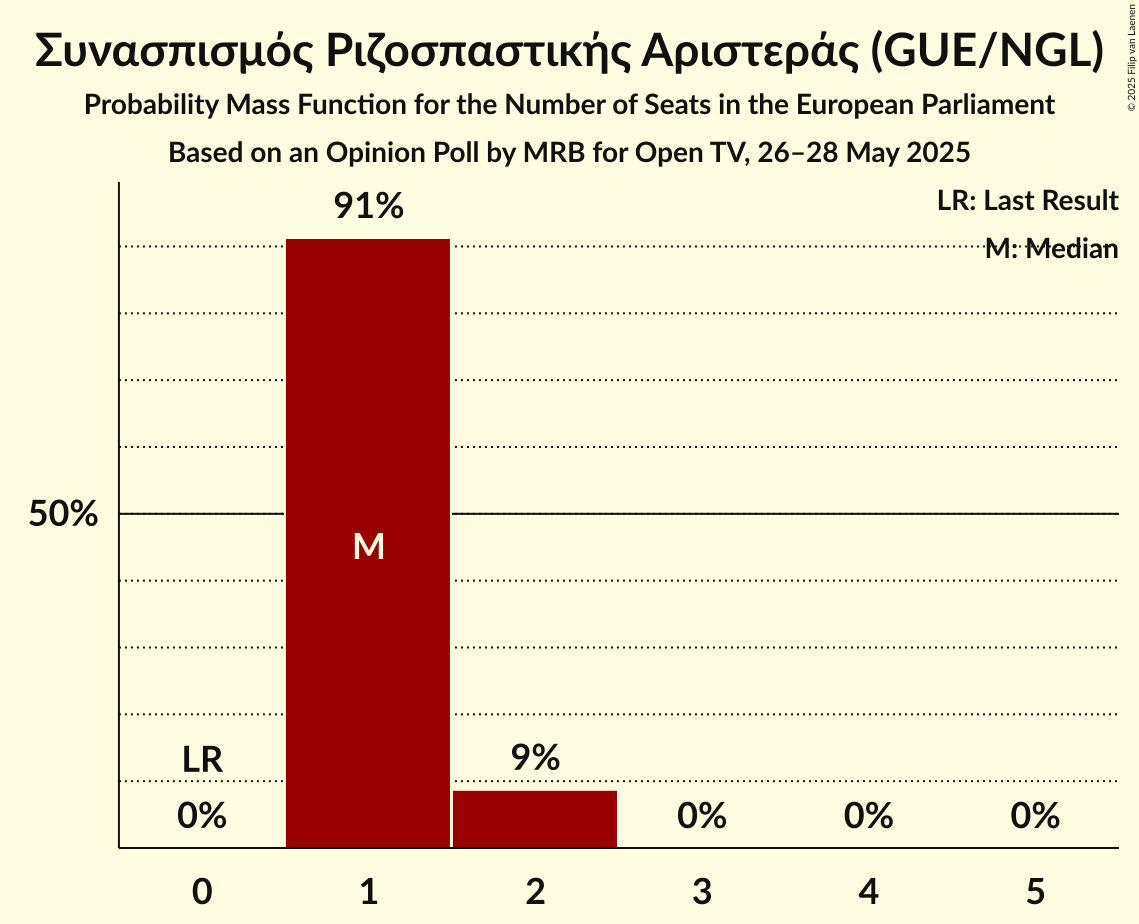 Συνασπισμός Ριζοσπαστικής Αριστεράς (GUE/NGL)
Probability Mass Function for the Number of Seats in the European Parliament
Based on an Opinion Poll by MRB for Open TV, 26–28 May 2025
© 2025 Filip van Laenen
LR: Last Result
M: Median
91%
50%
M
LR
9%
0%
0%
0%
0%
0 1 2 3 4 5